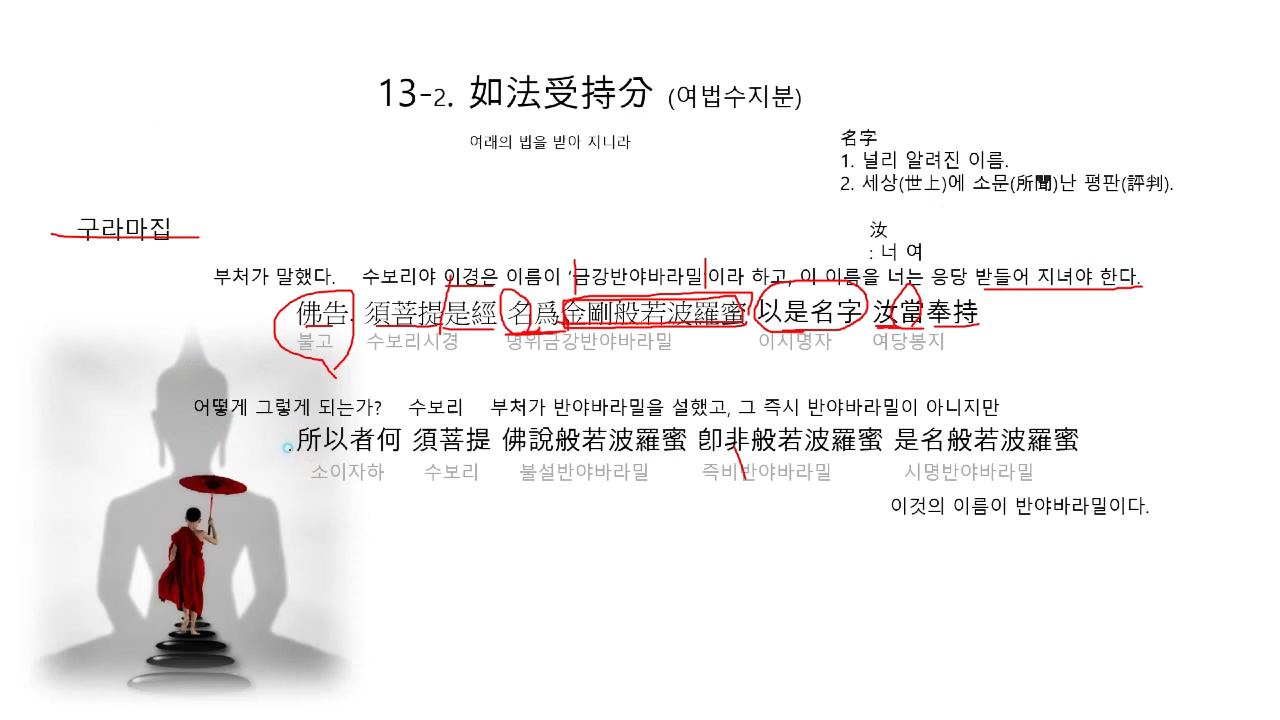 13-2. 如法受持分 (여법수지분)
여래의 법을 받아 지니라
名字
1. 널리 알려진 이름.
2. 세상(世上)에 소문(所聞)난 평판(評判).
구라마집
汝
: 너 여
부처가 말했다. 수보리야 이경은 이름이 '금강반야바라밀'이라 하고, 이 이름을 너는 응당 받들어 지녀야 한다.
佛告. 須菩提是經. 名爲金剛般若波羅蜜 以是名字 汝當奉持
불고 수보리시경 명위금강반야바라밀 이시명자 여당봉지
어떻게 그렇게 되는가? 수보리 부처가 반야바라밀을 설했고, 그 즉시 반야바라밀이 아니지만
所以者何 須菩提 佛說般若波羅蜜 卽非般若波羅蜜 是名般若波羅蜜
소이자하 수보리 불설반야바라밀 즉비반야바라밀 시명반야바라밀
이것의 이름이 반야바라밀이다.